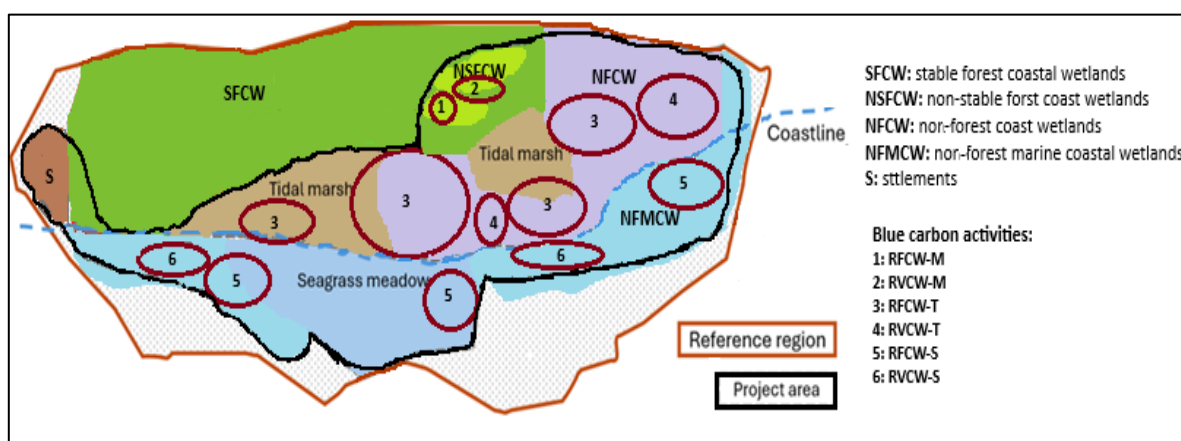 SFCW
NSFCW
2
1
NFCW
4
3
Tidal marsh
Coastline
S
Tidal marsh
3
3
4
3
5
NFMCW
6
6
5
Seagrass meadow
5
Reference region
Project area
SFCW: stable forest coastal wetlands
NSFCW: non-stable forst coast wetlands
NFCW: non-forest coast wetlands
NFMCW: non-forest marine coastal wetlands
S: sttlements
Blue carbon activities:
1: RFCW-M
2: RVCW-M
3: RFCW-T
4: RVCW-T
5: RFCW-S
6: RVCW-S